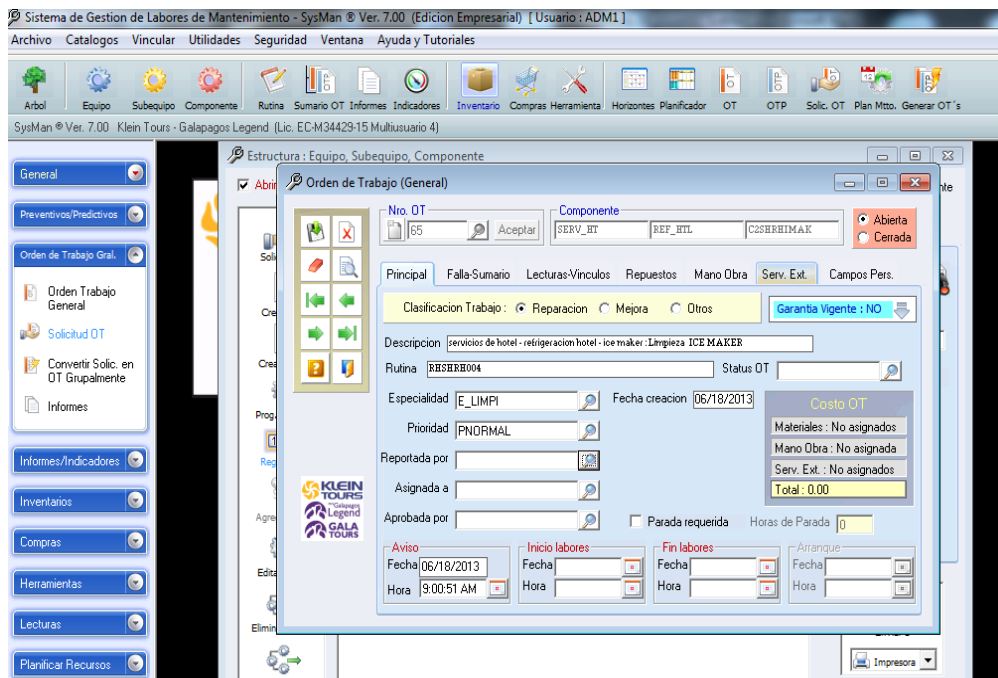 Sistema de Gestion de Labores de Mantenimiento - SysMan ® Ver. 7.00 (Edicion Empresarial) [ Usuario : ADM1 ]
Archivo Catalogos Vincular Utilidades Seguridad Ventana Ayuda y Tutoriales
Arbol Equipo Subequipo Componente Rutina Sumario OT Informes Indicadores Inventario Compras Herramienta Horizontes Planificador OT OTP Solic. OT Plan Mtto. Generar OT´s
SysMan ® Ver. 7.00 Klein Tours - Galapagos Legend (Lic. EC-M34429-15 Multiusuario 4)
General
Preventivos/Predictivos
Orden de Trabajo Gral.
Orden Trabajo
General
Solicitud OT
Convertir Solic. en
OT Grupalmente
Informes
Informes/Indicadores
Inventarios
Compras
Herramientas
Lecturas
Planificar Recursos
Estructura : Equipo, Subequipo, Componente
Abrir
Orden de Trabajo (General)
Nro. OT
65
Aceptar
Componente
SERV_HT REF_HTL C2SHRHIMAK
Abierta
Cerrada
Principal Falla-Sumario Lecturas-Vinculos Repuestos Mano Obra Serv. Ext. Campos Pers.
Clasificacion Trabajo : Reparacion Mejora Otros
Garantia Vigente : NO
Descripcion servicios de hotel - refrigeracion hotel - ice maker : Limpieza ICE MAKER
Rutina RHSHRH004 Status OT
Especialidad E_LIMPI Fecha creacion 06/18/2013
Prioridad PNORMAL
Reportada por
Asignada a
Aprobada por
Costo OT
Materiales : No asignados
Mano Obra : No asignada
Serv. Ext. : No asignados
Total : 0.00
Parada requerida Horas de Parada 0
Aviso Inicio labores Fin labores Arranque
Fecha 06/18/2013 Fecha Fecha Fecha
Hora 9:00:51 AM Hora Hora Hora
KLEIN
TOURS
Galapagos
Legend
GALA
TOURS
Impresora